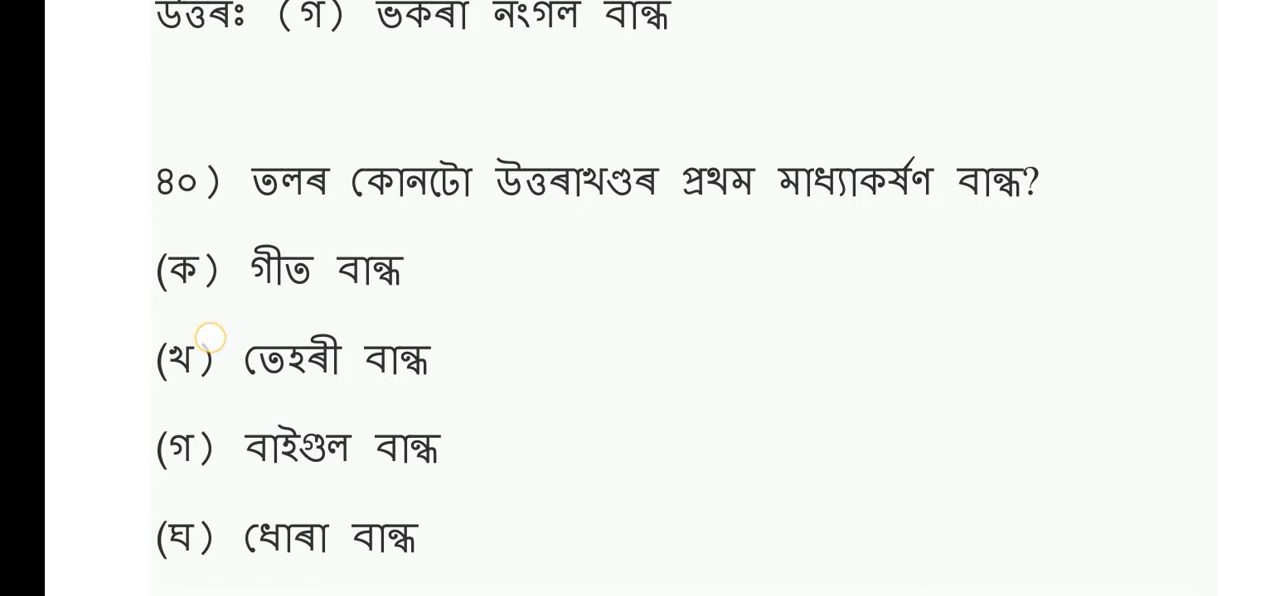 উত্তৰঃ (গ) ভকৰা নংগল বান্ধ
৪০) তলৰ কোনটো উত্তৰাখণ্ডৰ প্ৰথম মাধ্যাকৰ্ষণ বান্ধ?
(ক) গীত বান্ধ
(খ) তেহৰী বান্ধ
(গ) বাইগুল বান্ধ
(ঘ) ধোৰা বান্ধ